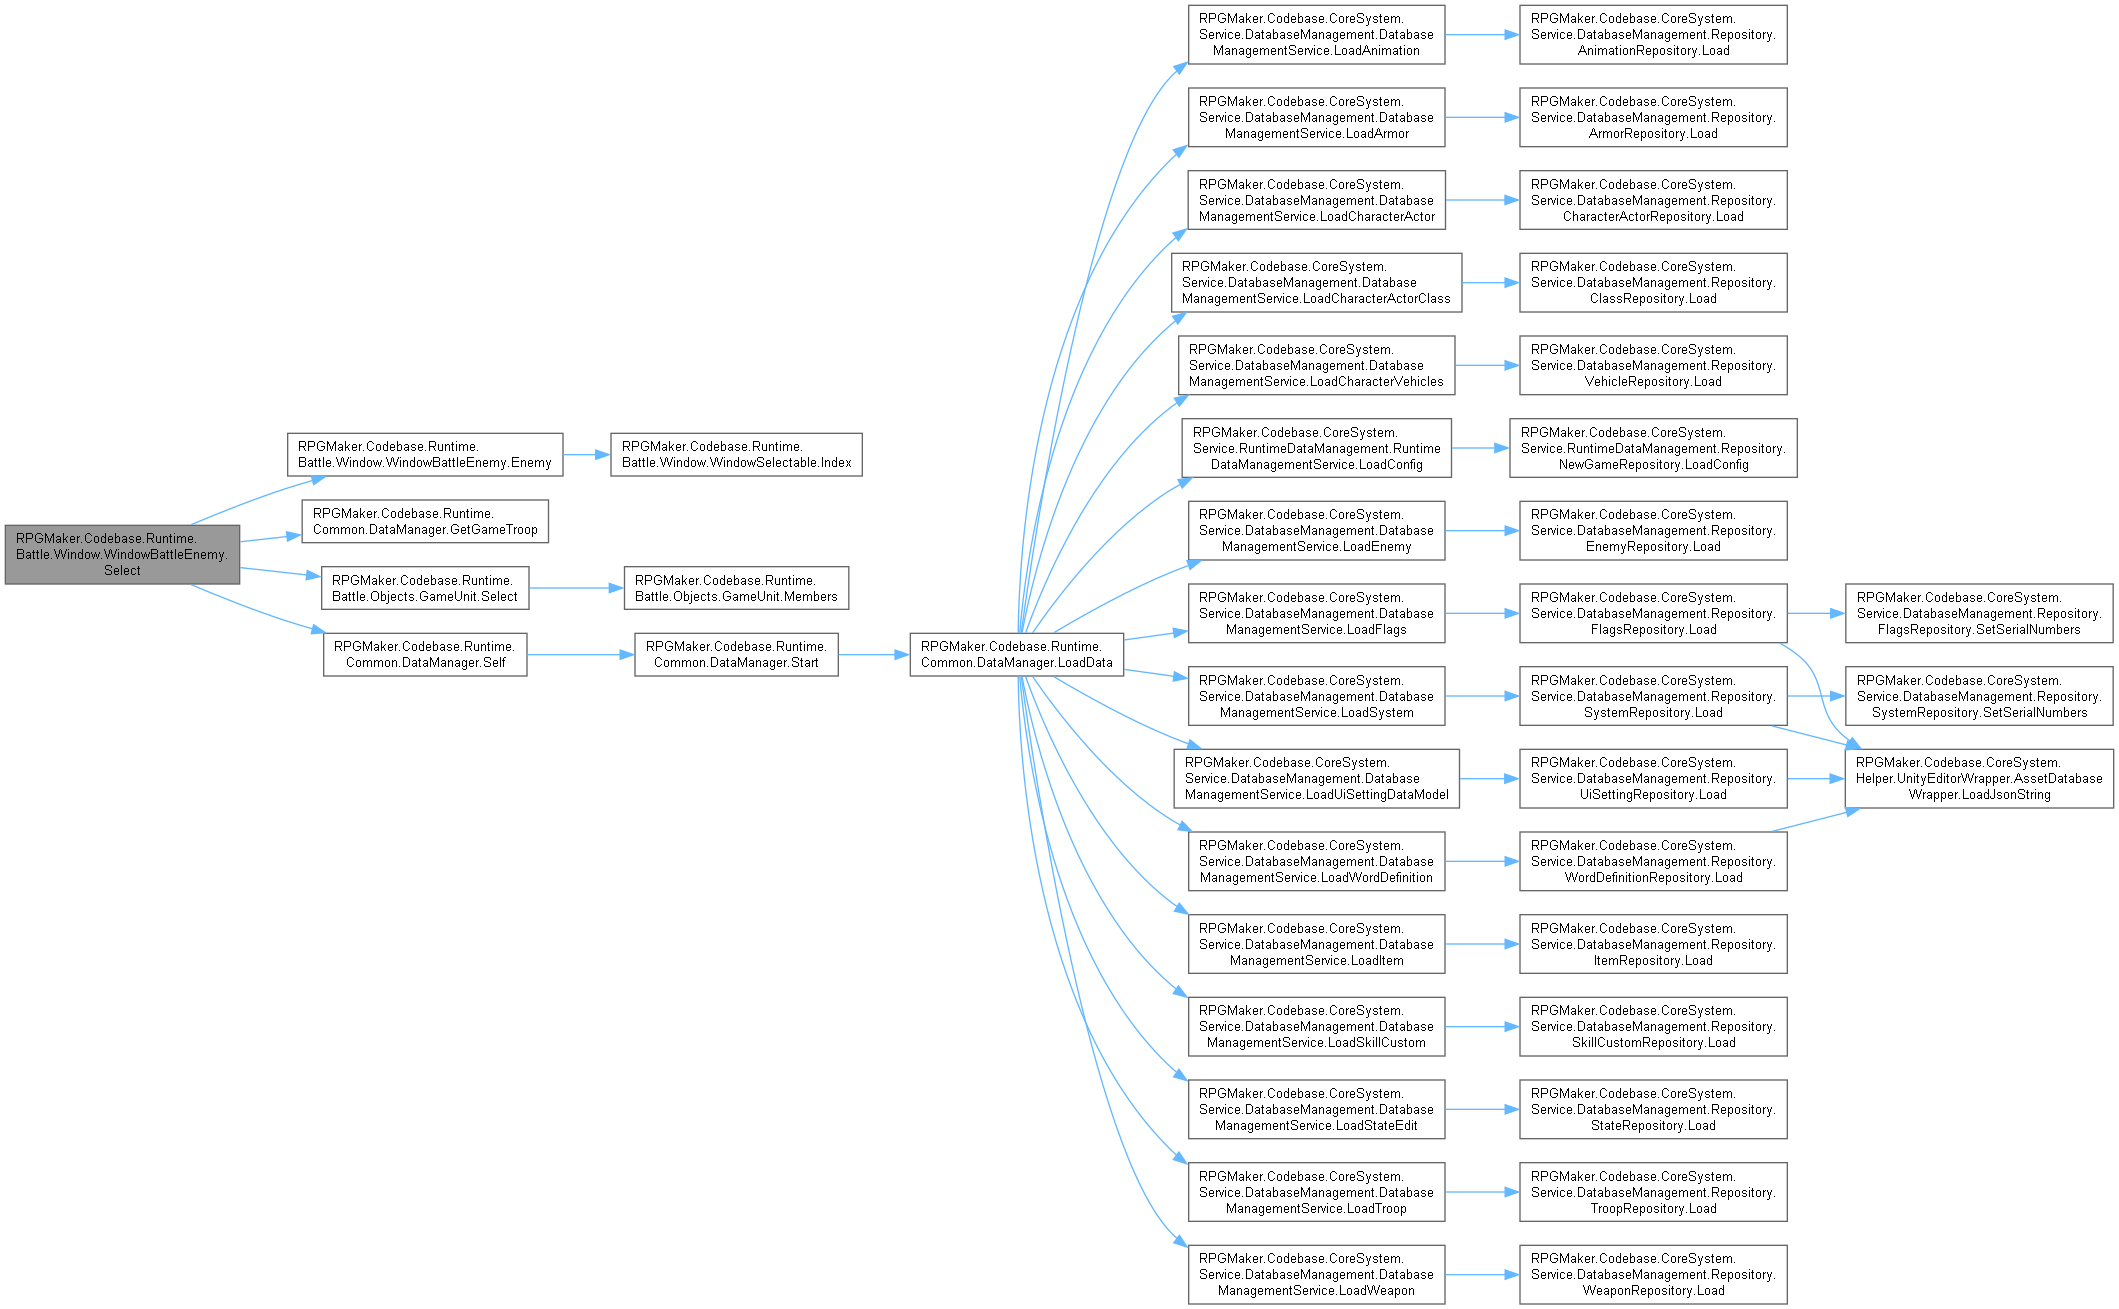 RPGMaker.Codebase.Runtime.
Battle.Window.WindowBattleEnemy.
Select
RPGMaker.Codebase.Runtime.
Battle.Window.WindowBattleEnemy.Enemy
RPGMaker.Codebase.Runtime.
Battle.Window.WindowSelectable.Index
RPGMaker.Codebase.Runtime.
Common.DataManager.GetGameTroop
RPGMaker.Codebase.Runtime.
Battle.Objects.GameUnit.Select
RPGMaker.Codebase.Runtime.
Battle.Objects.GameUnit.Members
RPGMaker.Codebase.Runtime.
Common.DataManager.Self
RPGMaker.Codebase.Runtime.
Common.DataManager.Start
RPGMaker.Codebase.Runtime.
Common.DataManager.LoadData
RPGMaker.Codebase.CoreSystem.
Service.DatabaseManagement.Database
ManagementService.LoadAnimation
RPGMaker.Codebase.CoreSystem.
Service.DatabaseManagement.Repository.
AnimationRepository.Load
RPGMaker.Codebase.CoreSystem.
Service.DatabaseManagement.Database
ManagementService.LoadArmor
RPGMaker.Codebase.CoreSystem.
Service.DatabaseManagement.Repository.
ArmorRepository.Load
RPGMaker.Codebase.CoreSystem.
Service.DatabaseManagement.Database
ManagementService.LoadCharacterActor
RPGMaker.Codebase.CoreSystem.
Service.DatabaseManagement.Repository.
CharacterActorRepository.Load
RPGMaker.Codebase.CoreSystem.
Service.DatabaseManagement.Database
ManagementService.LoadCharacterActorClass
RPGMaker.Codebase.CoreSystem.
Service.DatabaseManagement.Repository.
ClassRepository.Load
RPGMaker.Codebase.CoreSystem.
Service.DatabaseManagement.Database
ManagementService.LoadCharacterVehicles
RPGMaker.Codebase.CoreSystem.
Service.DatabaseManagement.Repository.
VehicleRepository.Load
RPGMaker.Codebase.CoreSystem.
Service.RuntimeDataManagement.Runtime
DataManagementService.LoadConfig
RPGMaker.Codebase.CoreSystem.
Service.RuntimeDataManagement.Repository.
NewGameRepository.LoadConfig
RPGMaker.Codebase.CoreSystem.
Service.DatabaseManagement.Database
ManagementService.LoadEnemy
RPGMaker.Codebase.CoreSystem.
Service.DatabaseManagement.Repository.
EnemyRepository.Load
RPGMaker.Codebase.CoreSystem.
Service.DatabaseManagement.Database
ManagementService.LoadFlags
RPGMaker.Codebase.CoreSystem.
Service.DatabaseManagement.Repository.
FlagsRepository.Load
RPGMaker.Codebase.CoreSystem.
Service.DatabaseManagement.Repository.
FlagsRepository.SetSerialNumbers
RPGMaker.Codebase.CoreSystem.
Service.DatabaseManagement.Database
ManagementService.LoadSystem
RPGMaker.Codebase.CoreSystem.
Service.DatabaseManagement.Repository.
SystemRepository.Load
RPGMaker.Codebase.CoreSystem.
Service.DatabaseManagement.Repository.
SystemRepository.SetSerialNumbers
RPGMaker.Codebase.CoreSystem.
Service.DatabaseManagement.Database
ManagementService.LoadUiSettingDataModel
RPGMaker.Codebase.CoreSystem.
Service.DatabaseManagement.Repository.
UiSettingRepository.Load
RPGMaker.Codebase.CoreSystem.
Helper.UnityEditorWrapper.AssetDatabase
Wrapper.LoadJsonString
RPGMaker.Codebase.CoreSystem.
Service.DatabaseManagement.Database
ManagementService.LoadWordDefinition
RPGMaker.Codebase.CoreSystem.
Service.DatabaseManagement.Repository.
WordDefinitionRepository.Load
RPGMaker.Codebase.CoreSystem.
Service.DatabaseManagement.Database
ManagementService.LoadItem
RPGMaker.Codebase.CoreSystem.
Service.DatabaseManagement.Repository.
ItemRepository.Load
RPGMaker.Codebase.CoreSystem.
Service.DatabaseManagement.Database
ManagementService.LoadSkillCustom
RPGMaker.Codebase.CoreSystem.
Service.DatabaseManagement.Repository.
SkillCustomRepository.Load
RPGMaker.Codebase.CoreSystem.
Service.DatabaseManagement.Database
ManagementService.LoadStateEdit
RPGMaker.Codebase.CoreSystem.
Service.DatabaseManagement.Repository.
StateRepository.Load
RPGMaker.Codebase.CoreSystem.
Service.DatabaseManagement.Database
ManagementService.LoadTroop
RPGMaker.Codebase.CoreSystem.
Service.DatabaseManagement.Repository.
TroopRepository.Load
RPGMaker.Codebase.CoreSystem.
Service.DatabaseManagement.Database
ManagementService.LoadWeapon
RPGMaker.Codebase.CoreSystem.
Service.DatabaseManagement.Repository.
WeaponRepository.Load